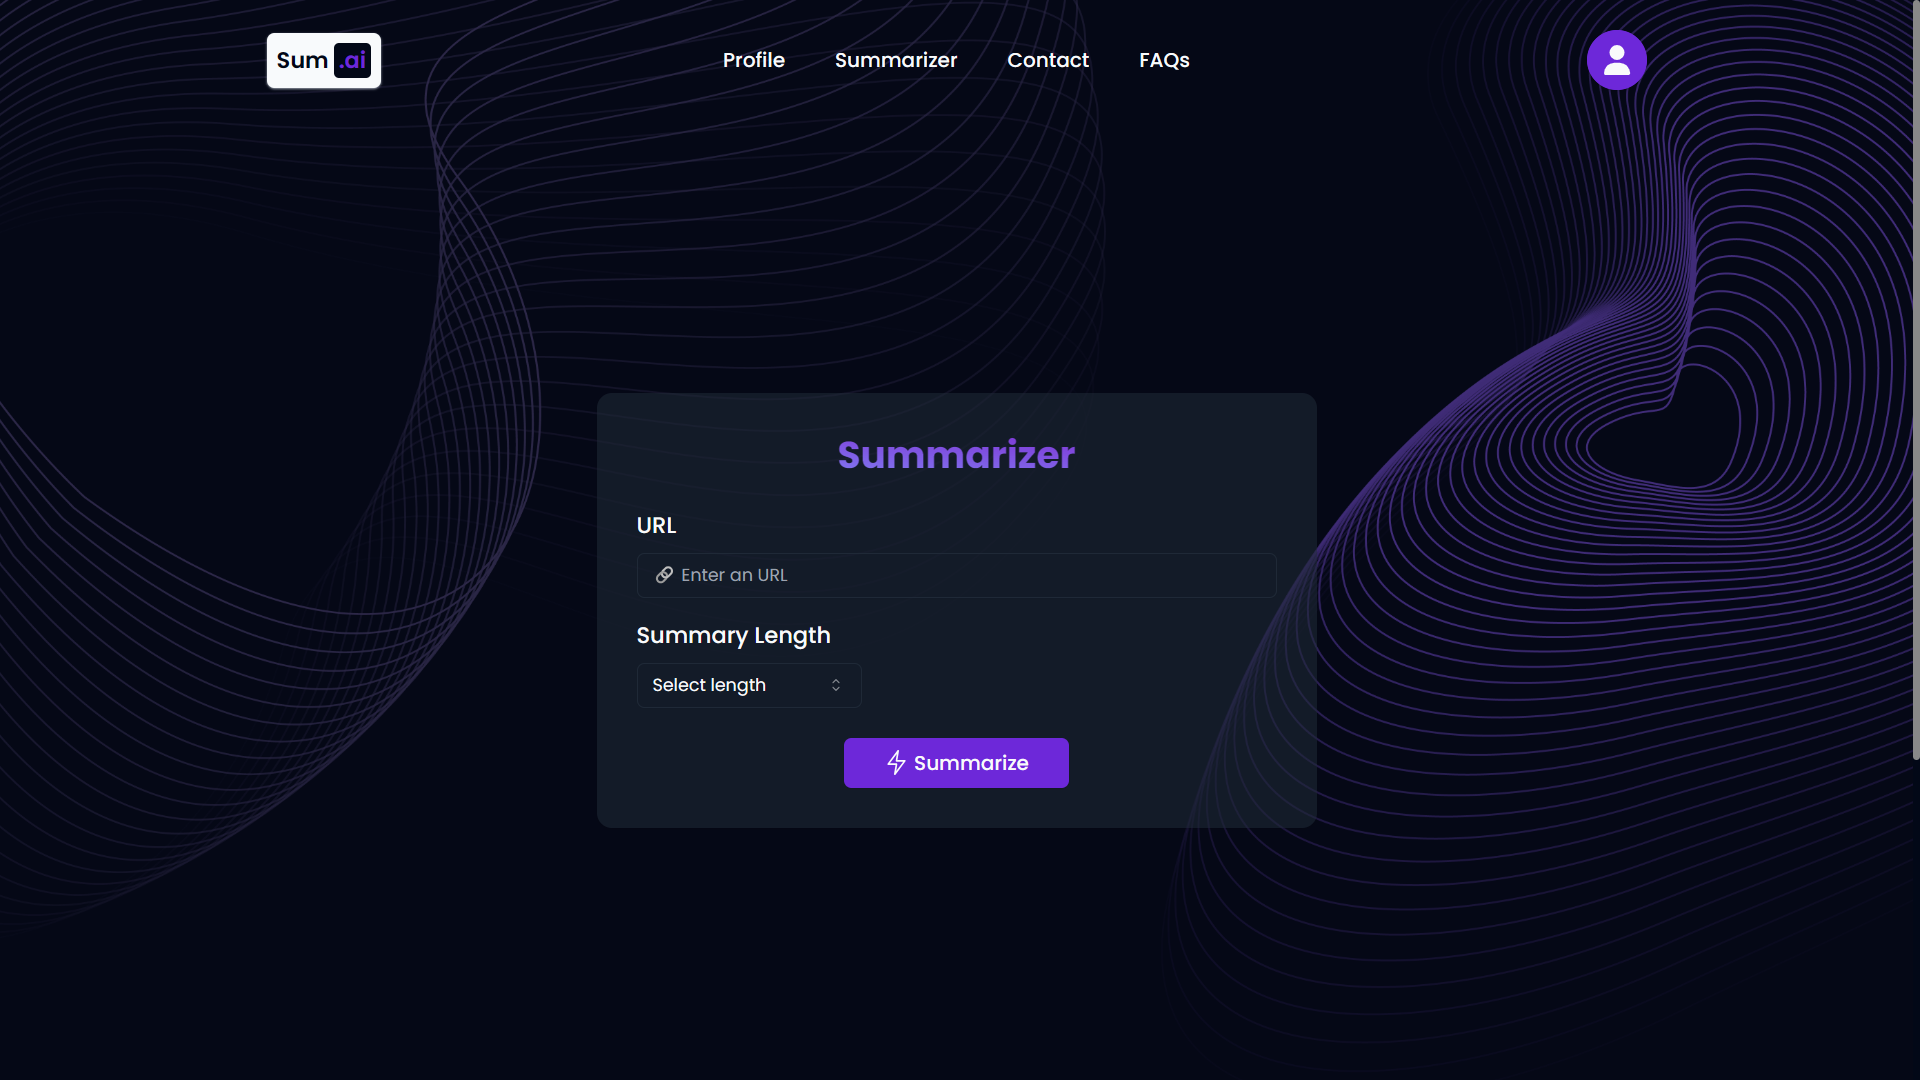 Sum .ai
Profile Summarizer Contact FAQs
Summarizer
URL
Enter an URL
Summary Length
Select length
Summarize